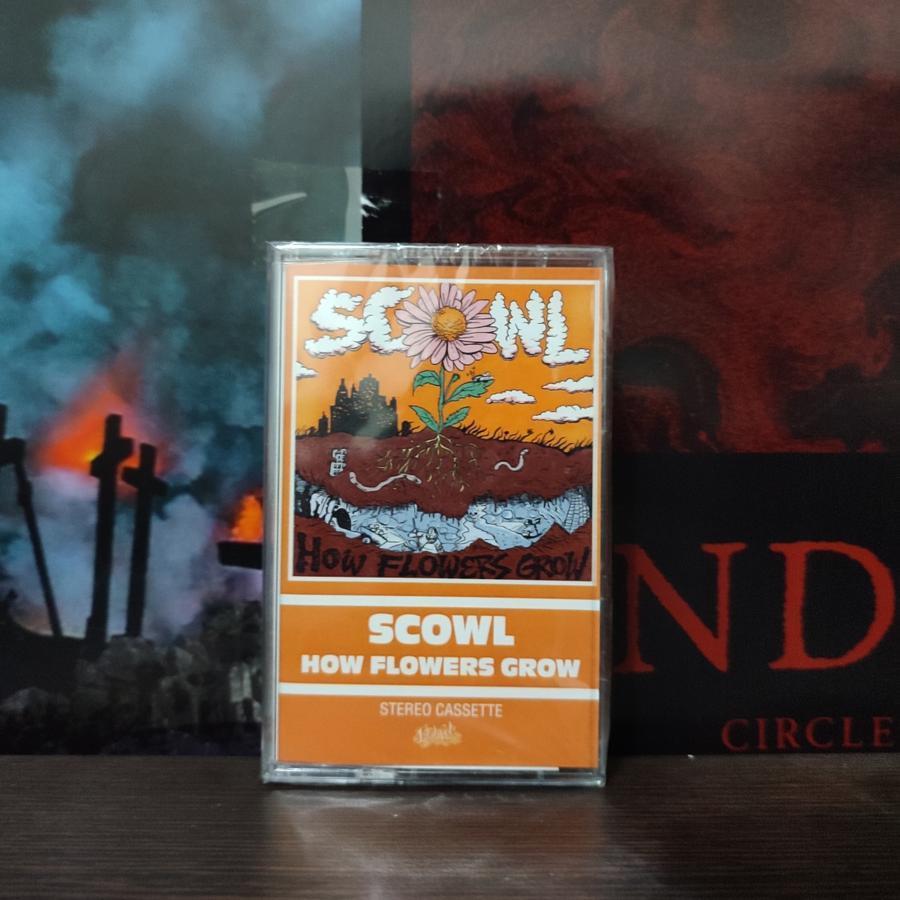 SCOWL
HOW FLOWERS GROW
SCOWL
HOW FLOWERS GROW
STEREO CASSETTE
ND
CIRCLE